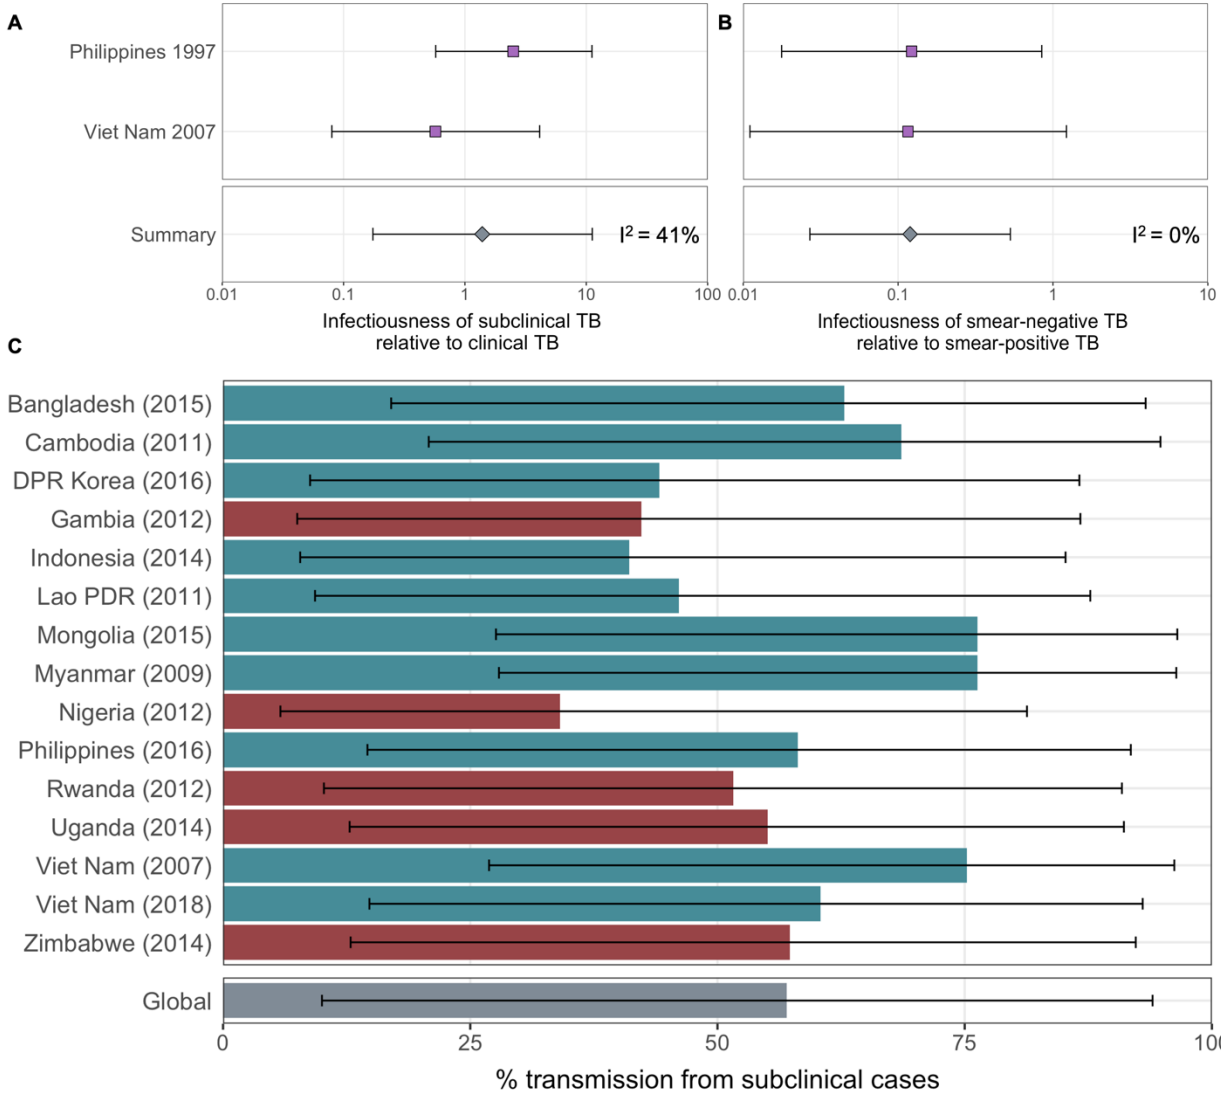 A
B
Philippines 1997
Viet Nam 2007
Summary
I² = 41%
I² = 0%
0.01 0.1 1 10 100
0.01 0.1 1 10
Infectiousness of subclinical TB
relative to clinical TB
Infectiousness of smear-negative TB
relative to smear-positive TB
C
Bangladesh (2015)
Cambodia (2011)
DPR Korea (2016)
Gambia (2012)
Indonesia (2014)
Lao PDR (2011)
Mongolia (2015)
Myanmar (2009)
Nigeria (2012)
Philippines (2016)
Rwanda (2012)
Uganda (2014)
Viet Nam (2007)
Viet Nam (2018)
Zimbabwe (2014)
Global
0 25 50 75 100
% transmission from subclinical cases